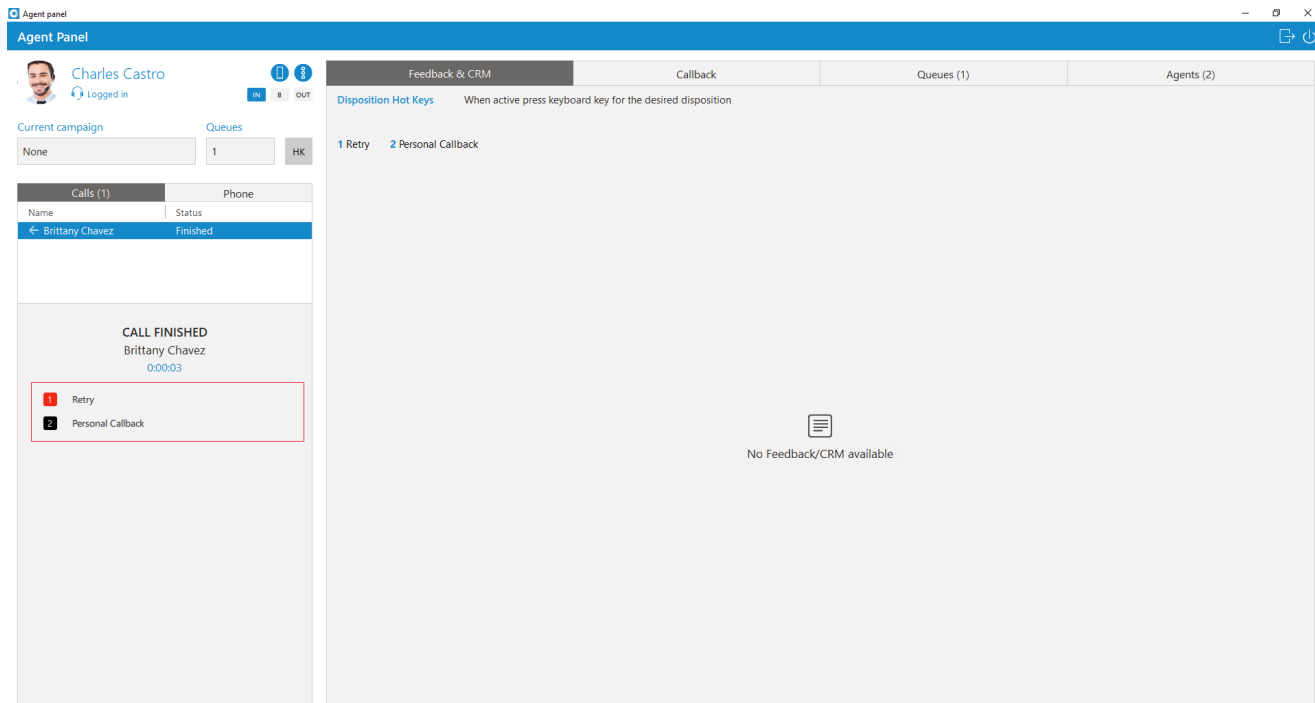 Agent panel
Agent Panel
Charles Castro
Logged in
IN B OUT
Current campaign Queues
None 1 HK
Calls (1) Phone
Name Status
Brittany Chavez Finished
CALL FINISHED
Brittany Chavez
0:00:03
1 Retry
2 Personal Callback
Feedback & CRM Callback Queues (1) Agents (2)
Disposition Hot Keys When active press keyboard key for the desired disposition
1 Retry 2 Personal Callback
No Feedback/CRM available